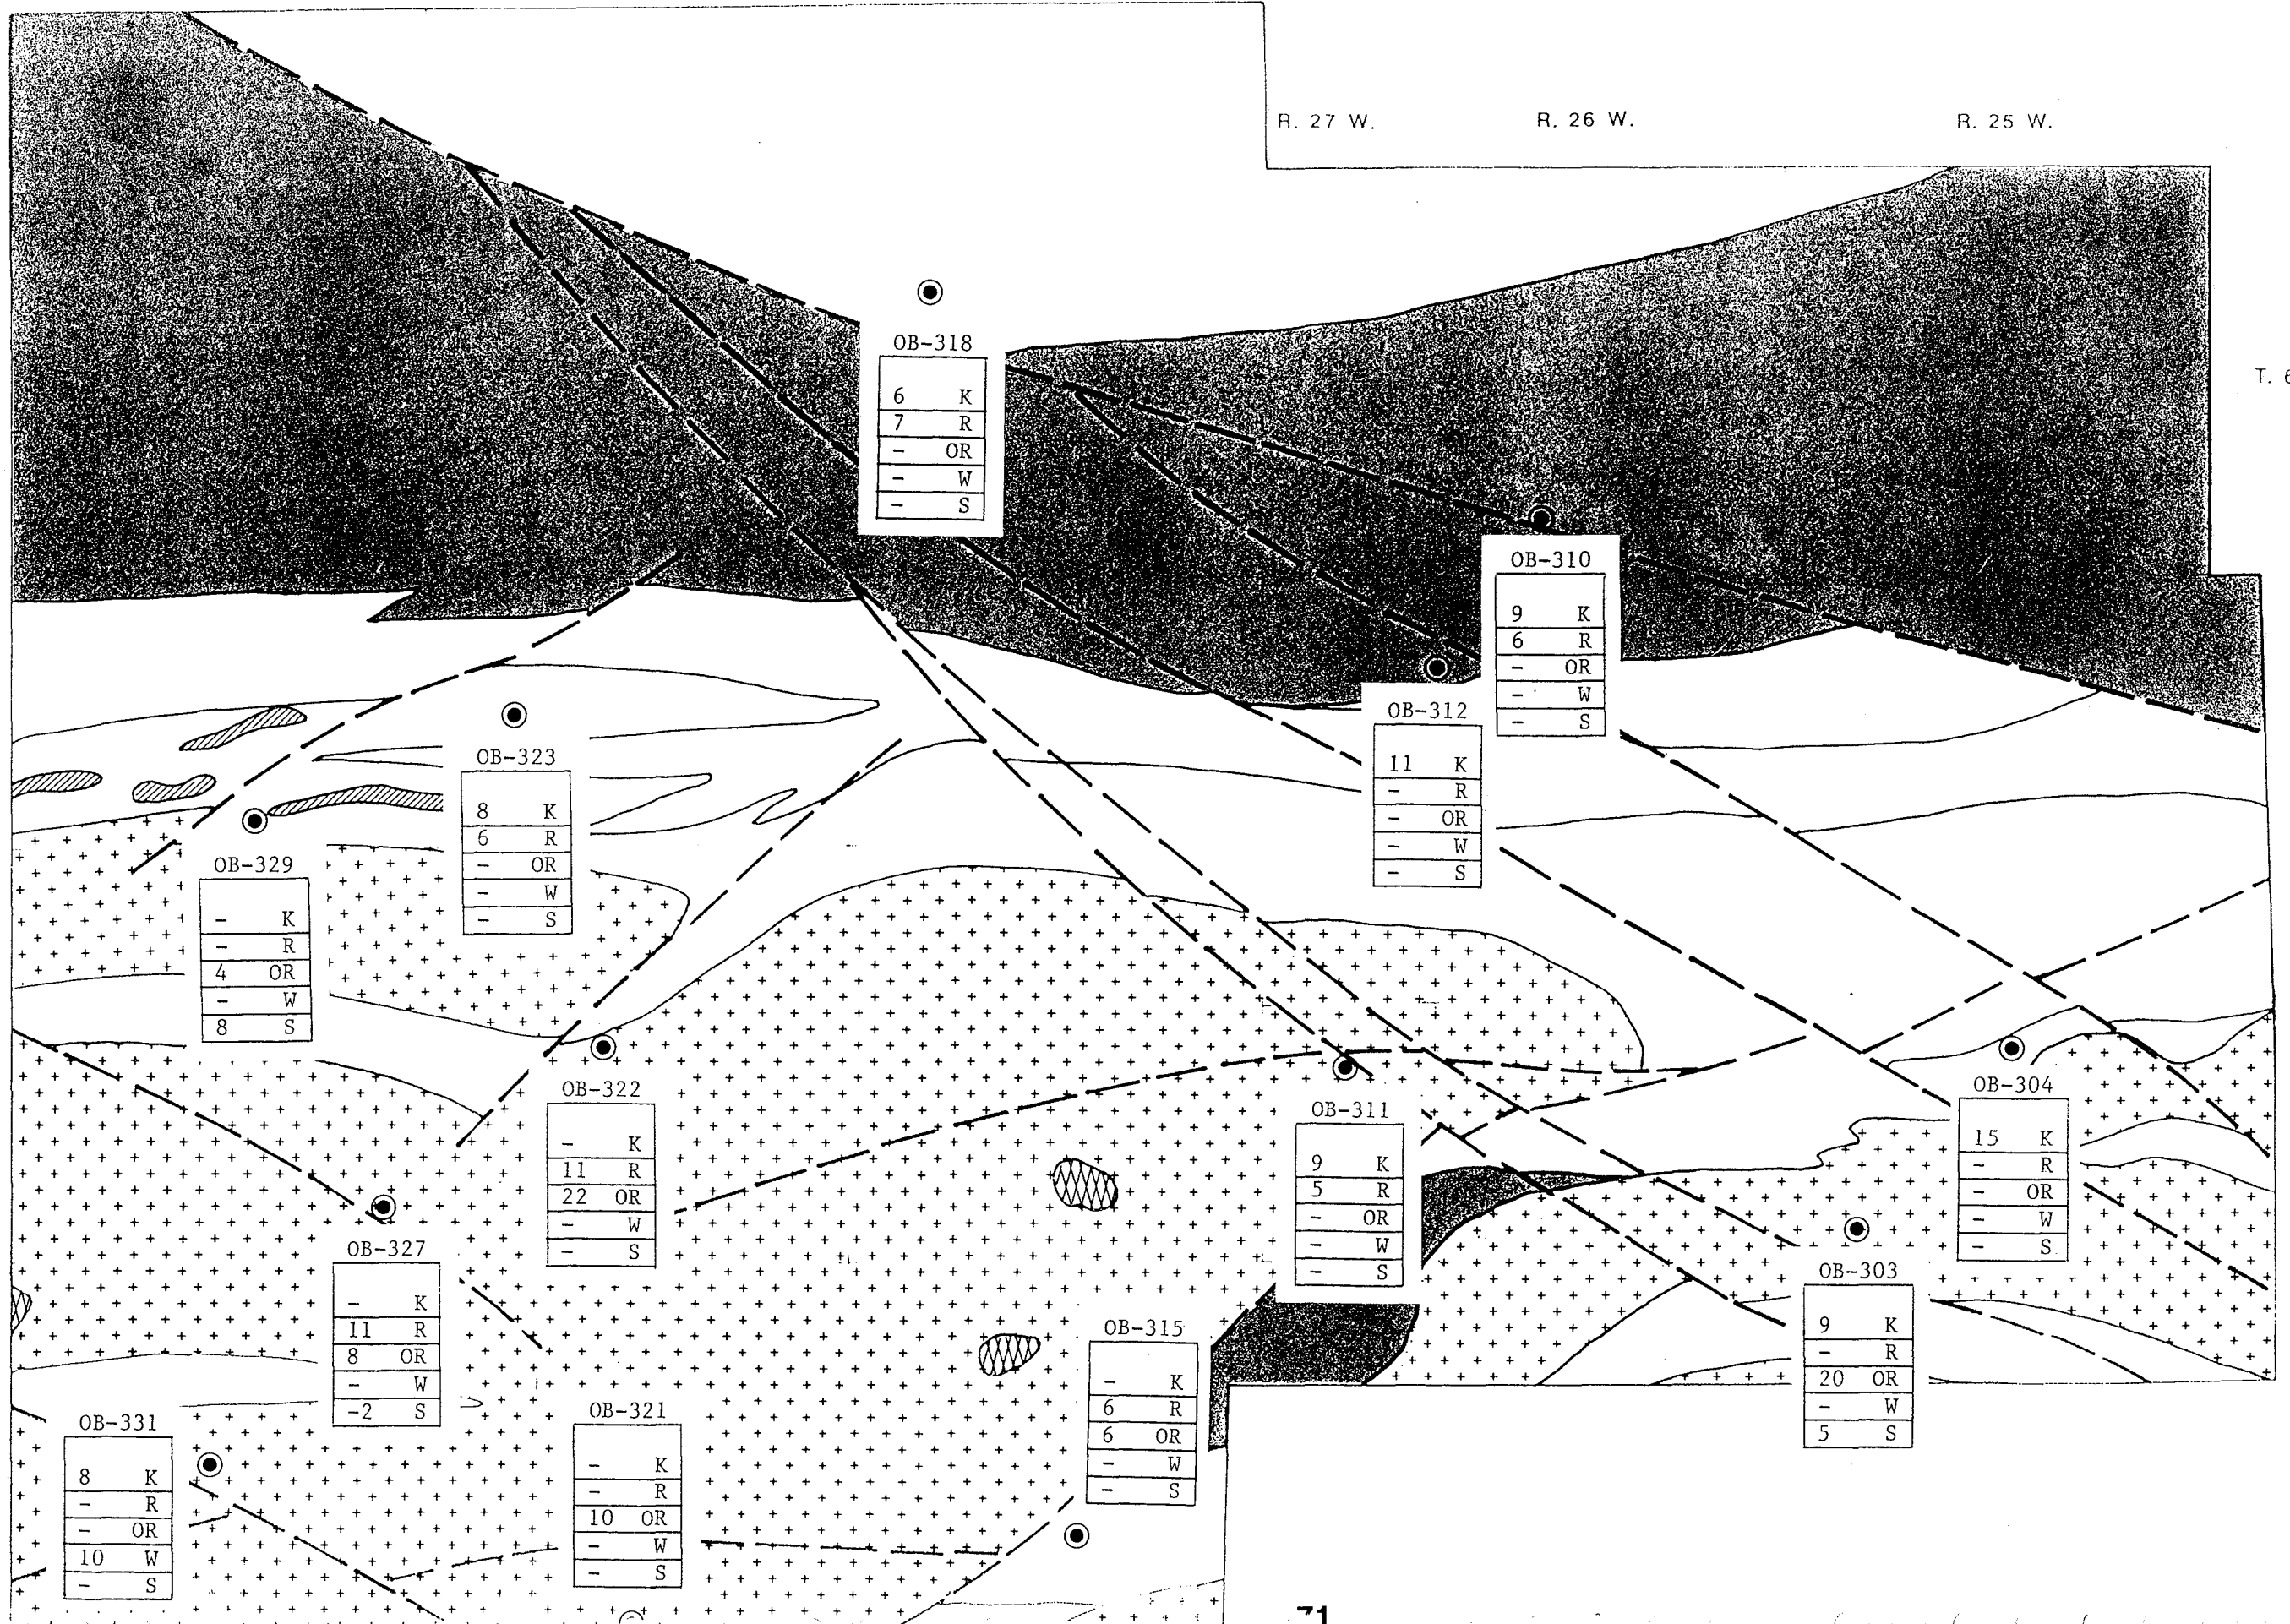 R. 27 W. R. 26 W. R. 25 W.
OB-318
6 K
7 R
- OR
- W
- S
OB-310
9 K
6 R
- OR
- W
- S
OB-312
11 K
- R
- OR
- W
- S
OB-323
8 K
6 R
- OR
- W
- S
OB-329
- K
- R
4 OR
- W
8 S
OB-322
- K
11 R
22 OR
- W
- S
OB-311
9 K
5 R
- OR
- W
- S
OB-304
15 K
- R
- OR
- W
- S
OB-327
- K
11 R
8 OR
- W
-2 S
OB-303
9 K
- R
20 OR
- W
5 S
OB-315
- K
6 R
6 OR
- W
- S
OB-321
- K
- R
10 OR
- W
- S
OB-331
8 K
- R
- OR
10 W
- S
T.
71